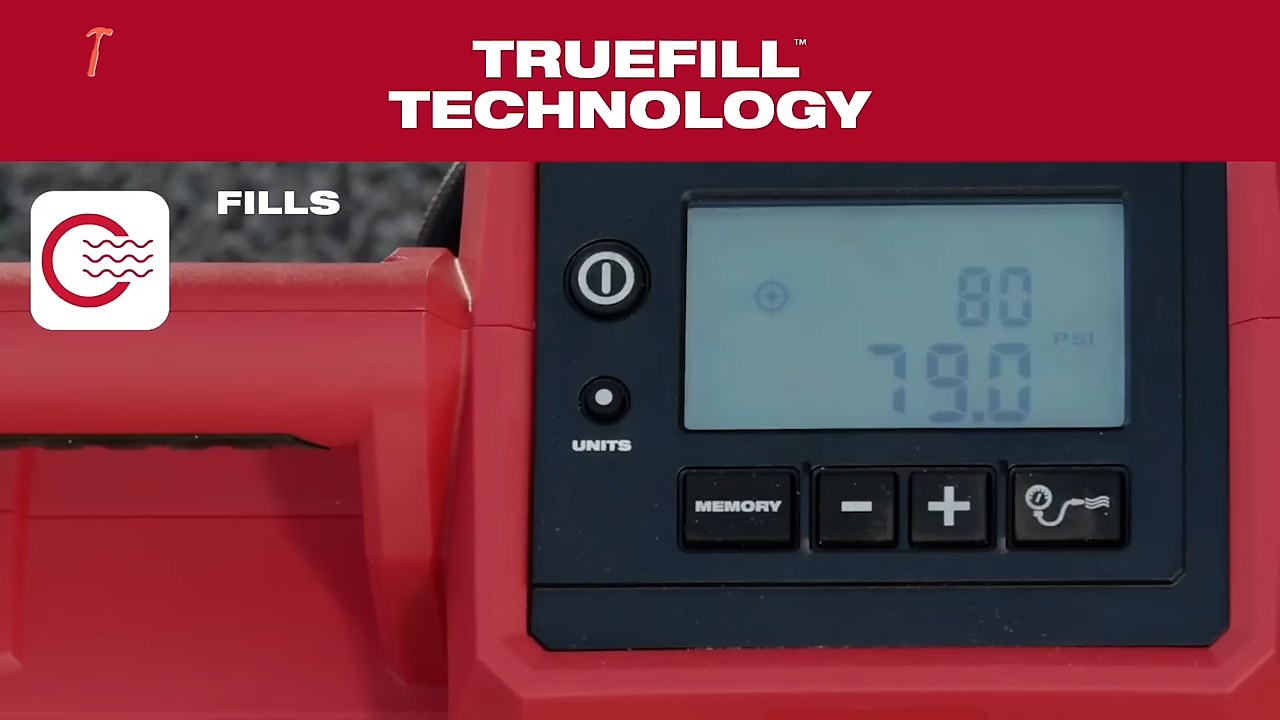 TRUEFILL™
TECHNOLOGY
FILLS
80
PSI
79.0
UNITS
MEMORY
- +